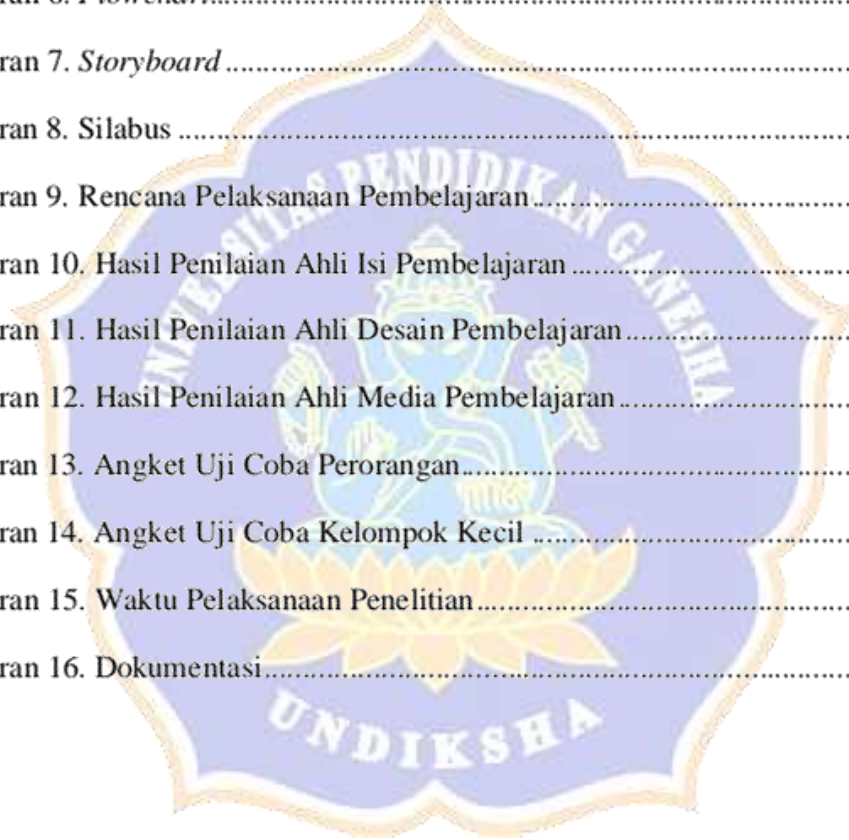 ran 7. Storyboard
ran 8. Silabus
ran 9. Rencana Pelaksanaan Pembelajaran
ran 10. Hasil Penilaian Ahli Isi Pembelajaran
ran 11. Hasil Penilaian Ahli Desain Pembelajaran
ran 12. Hasil Penilaian Ahli Media Pembelajaran
ran 13. Angket Uji Coba Perorangan
ran 14. Angket Uji Coba Kelompok Kecil
ran 15. Waktu Pelaksanaan Penelitian
ran 16. Dokumentasi
UNIVERSITAS PENDIDIKAN GANESHA
UNDIKSHA